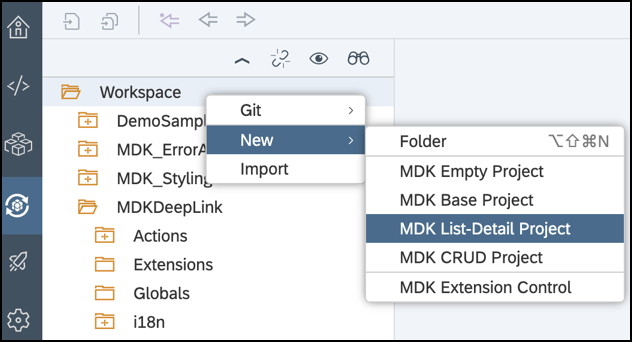 Workspace
DemoSampl
MDK_ErrorA
MDK_Styling
MDKDeepLink
Actions
Extensions
Globals
i18n
Git
New
Import
Folder ⌥⇧⌘N
MDK Empty Project
MDK Base Project
MDK List-Detail Project
MDK CRUD Project
MDK Extension Control